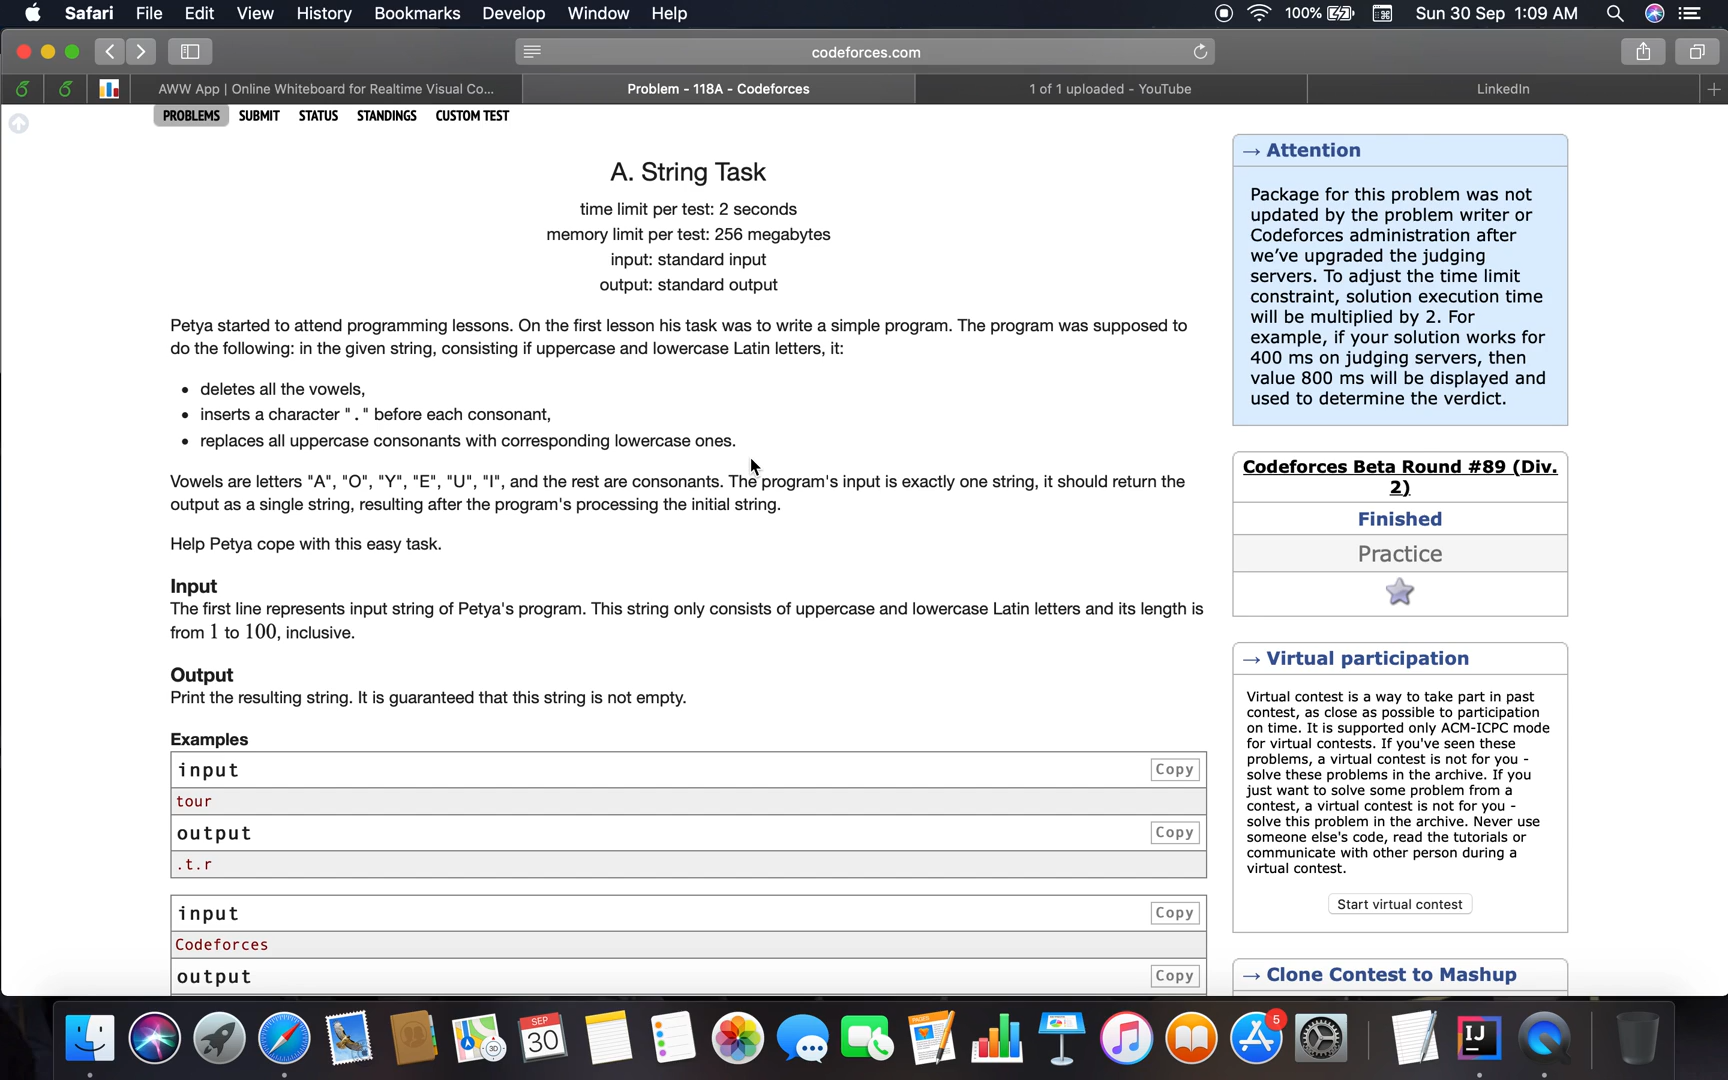 Safari File Edit View History Bookmarks Develop Window Help 100% Sun 30 Sep 1:09 AM
codeforces.com
AWW App | Online Whiteboard for Realtime Visual Co... Problem - 118A - Codeforces 1 of 1 uploaded - YouTube LinkedIn
PROBLEMS SUBMIT STATUS STANDINGS CUSTOM TEST
A. String Task
time limit per test: 2 seconds
memory limit per test: 256 megabytes
input: standard input
output: standard output
Petya started to attend programming lessons. On the first lesson his task was to write a simple program. The program was supposed to
do the following: in the given string, consisting if uppercase and lowercase Latin letters, it:
• deletes all the vowels,
• inserts a character "." before each consonant,
• replaces all uppercase consonants with corresponding lowercase ones.
Vowels are letters "A", "O", "Y", "E", "U", "I", and the rest are consonants. The program's input is exactly one string, it should return the
output as a single string, resulting after the program's processing the initial string.
Help Petya cope with this easy task.
Input
The first line represents input string of Petya's program. This string only consists of uppercase and lowercase Latin letters and its length is
from 1 to 100, inclusive.
Output
Print the resulting string. It is guaranteed that this string is not empty.
Examples
input Copy
tour
output Copy
.t.r
input Copy
Codeforces
output Copy
→ Attention
Package for this problem was not
updated by the problem writer or
Codeforces administration after
we've upgraded the judging
servers. To adjust the time limit
constraint, solution execution time
will be multiplied by 2. For
example, if your solution works for
400 ms on judging servers, then
value 800 ms will be displayed and
used to determine the verdict.
Codeforces Beta Round #89 (Div.
2)
Finished
Practice
→ Virtual participation
Virtual contest is a way to take part in past
contest, as close as possible to participation
on time. It is supported only ACM-ICPC mode
for virtual contests. If you've seen these
problems, a virtual contest is not for you -
solve these problems in the archive. If you
just want to solve some problem from a
contest, a virtual contest is not for you -
solve this problem in the archive. Never use
someone else's code, read the tutorials or
communicate with other person during a
virtual contest.
Start virtual contest
→ Clone Contest to Mashup
SEP
30
3D
PAGES
5
IJ